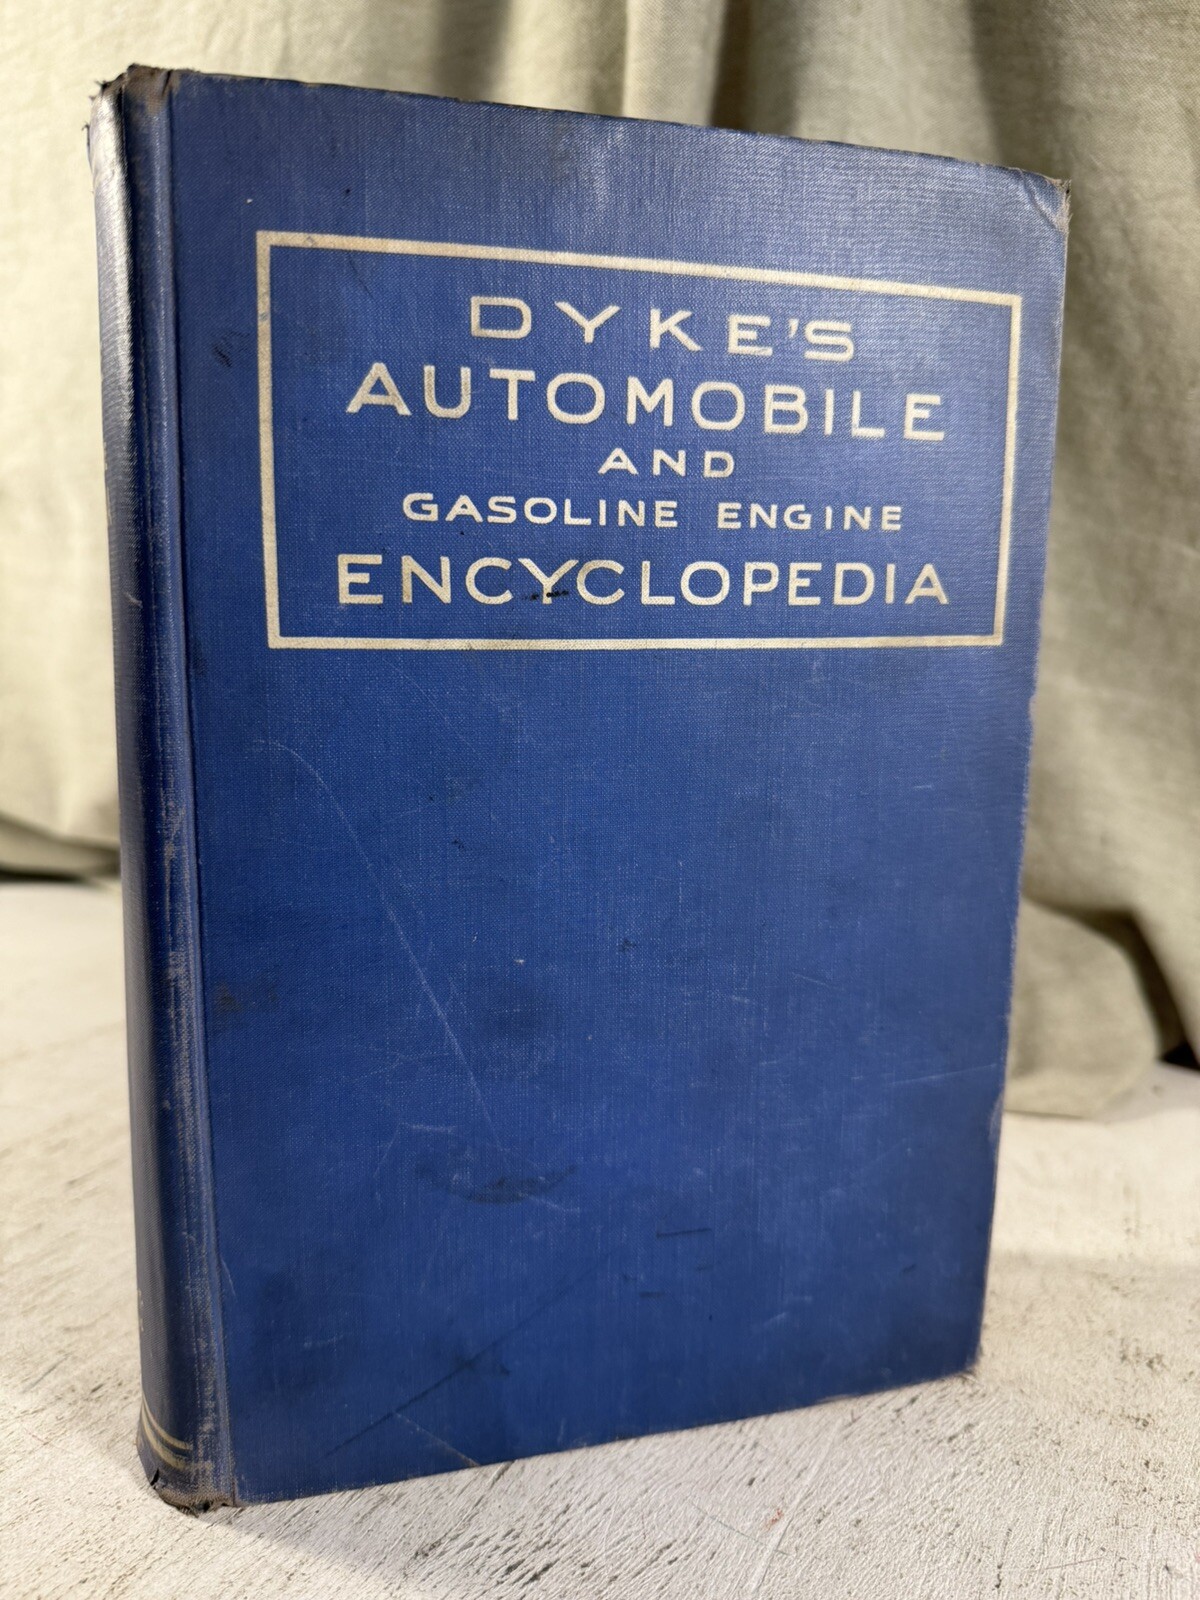 DYKE'S
AUTOMOBILE
AND
GASOLINE ENGINE
ENCYCLOPEDIA